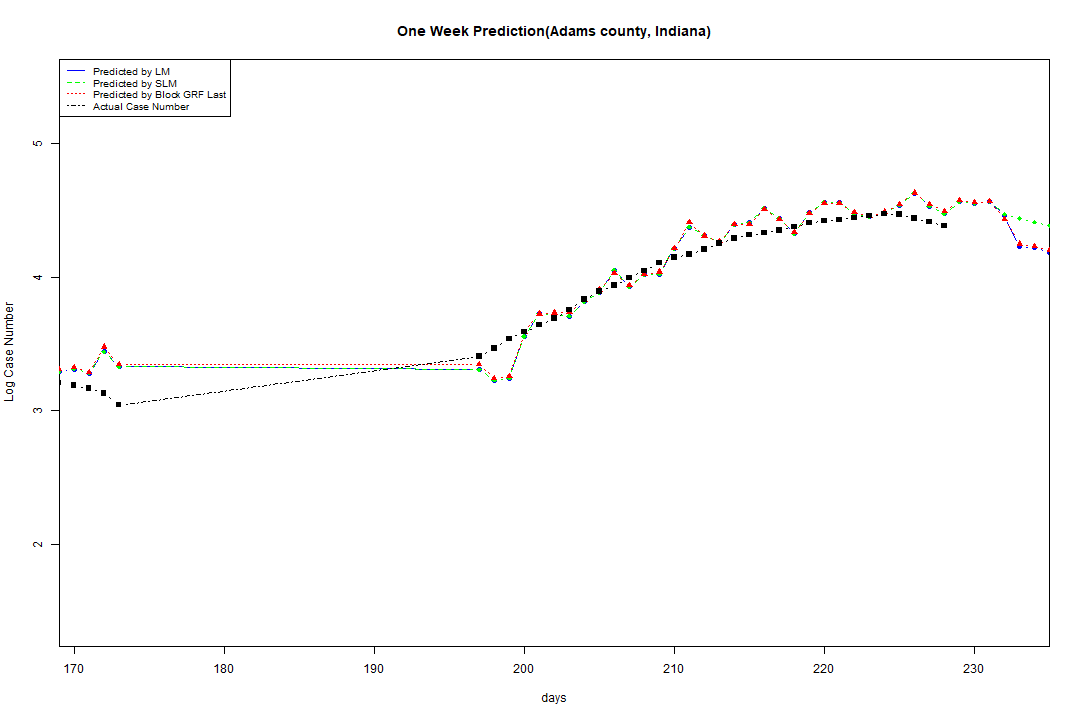 One Week Prediction(Adams county, Indiana)
Predicted by LM
Predicted by SLM
Predicted by Block GRF Last
Actual Case Number
5
4
3
2
Log Case Number
170 180 190 200 210 220 230
days